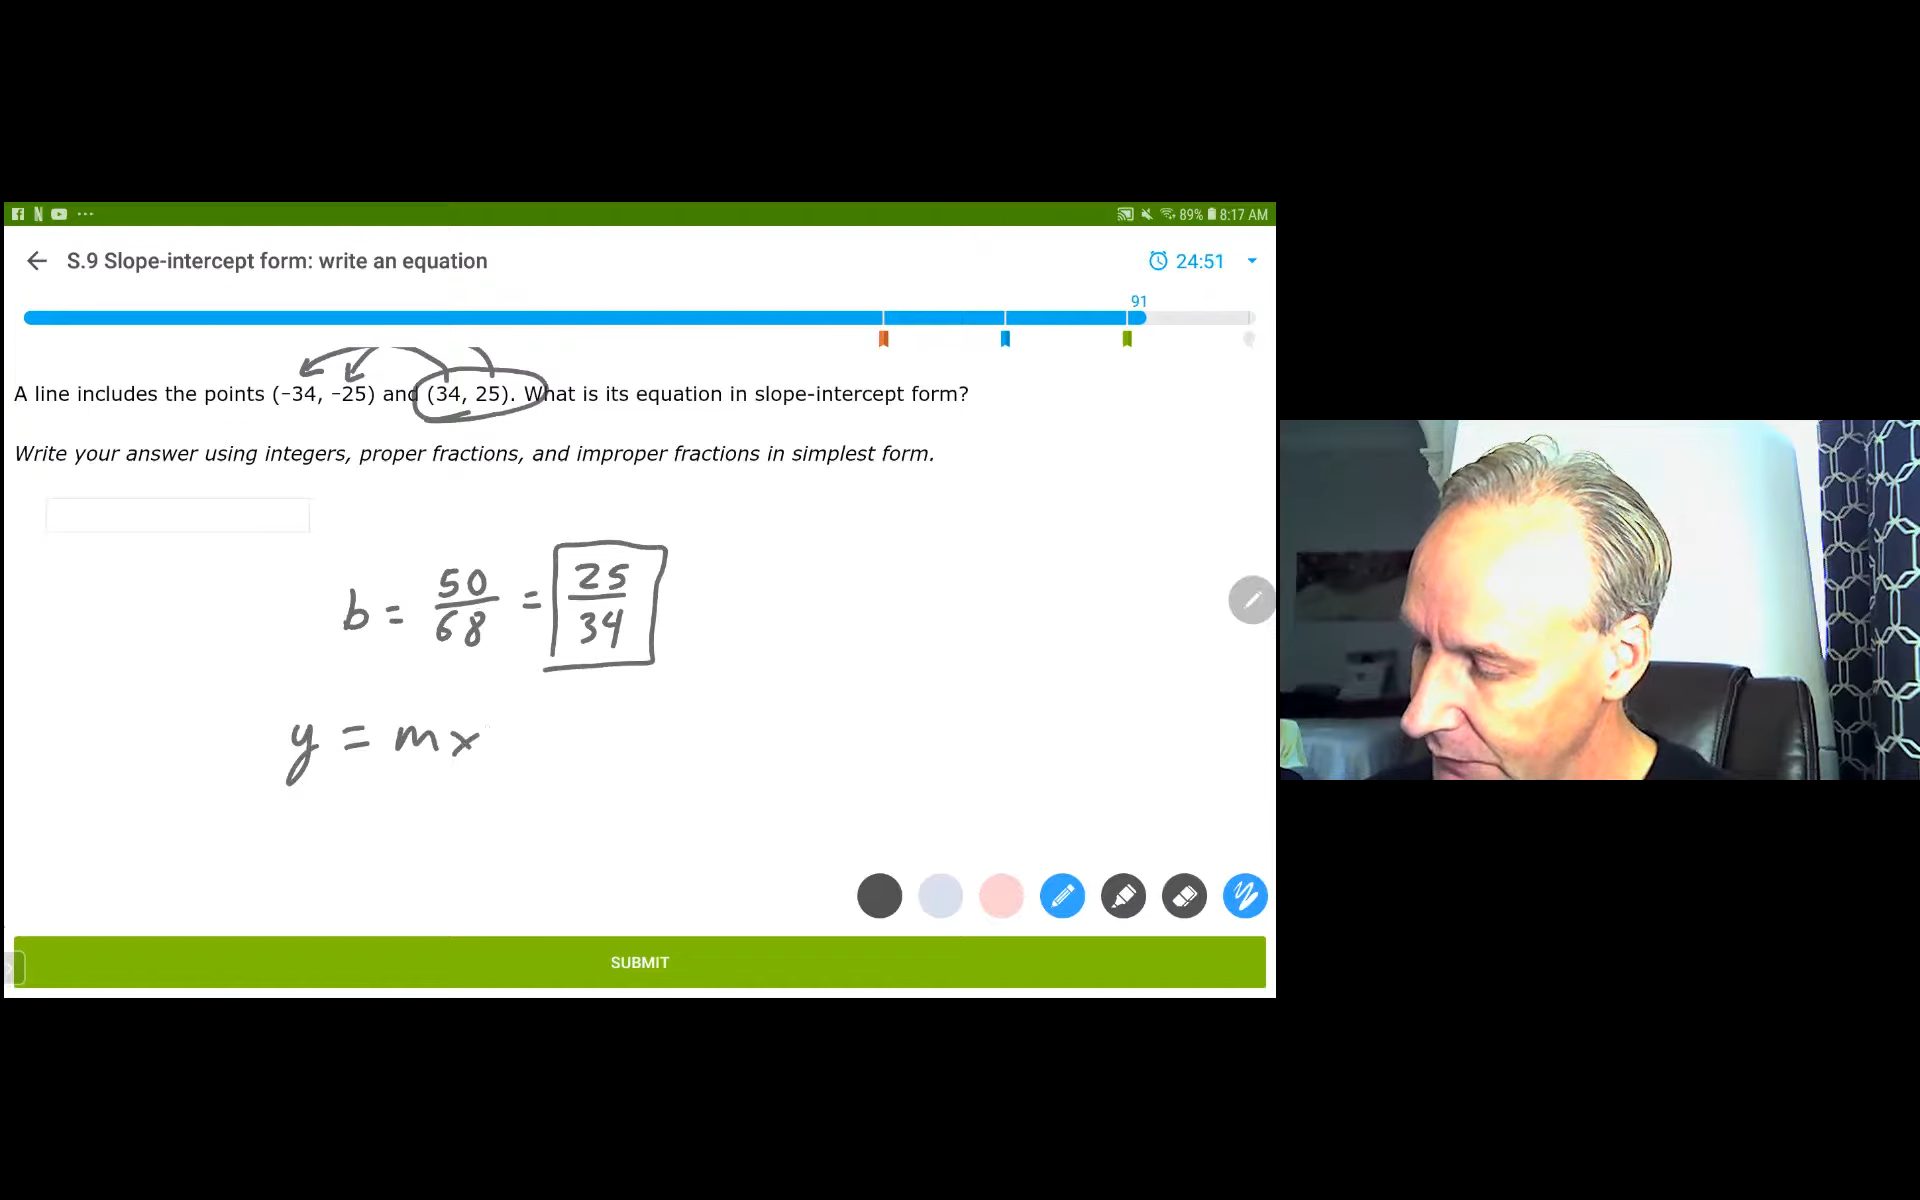 89% 8:17 AM
S.9 Slope-intercept form: write an equation
24:51
91
A line includes the points (-34, -25) and (34, 25). What is its equation in slope-intercept form?
Write your answer using integers, proper fractions, and improper fractions in simplest form.
b = 50/68 = 25/34
y = mx
SUBMIT